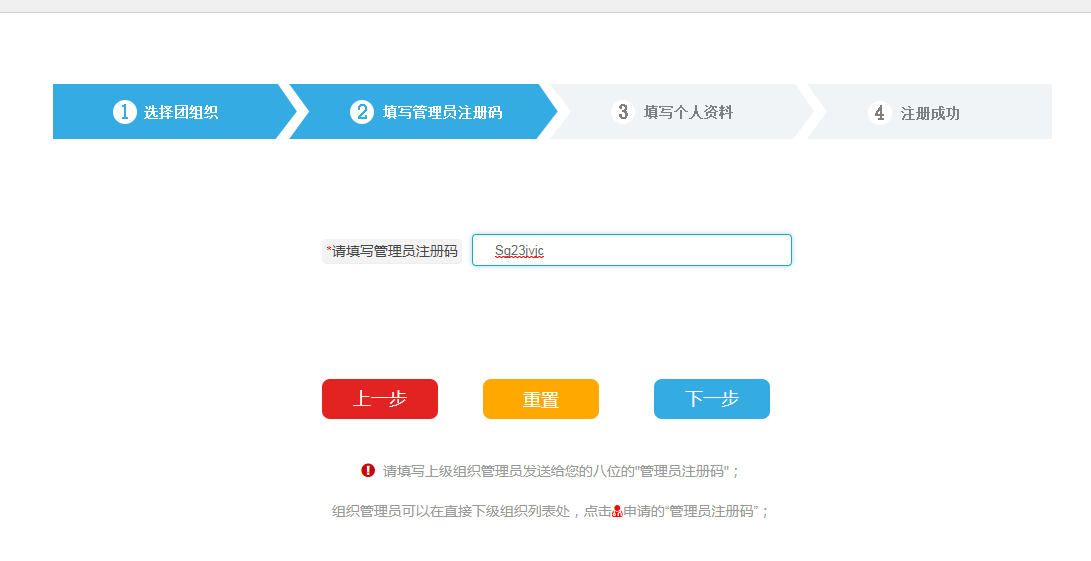 1 选择团组织 2 填写管理员注册码 3 填写个人资料 4 注册成功
*请填写管理员注册码 Sg23jvjc
上一步 重置 下一步
请填写上级组织管理员发送给您的八位的"管理员注册码"；
组织管理员可以在直接下级组织列表处，点击申请的“管理员注册码”；